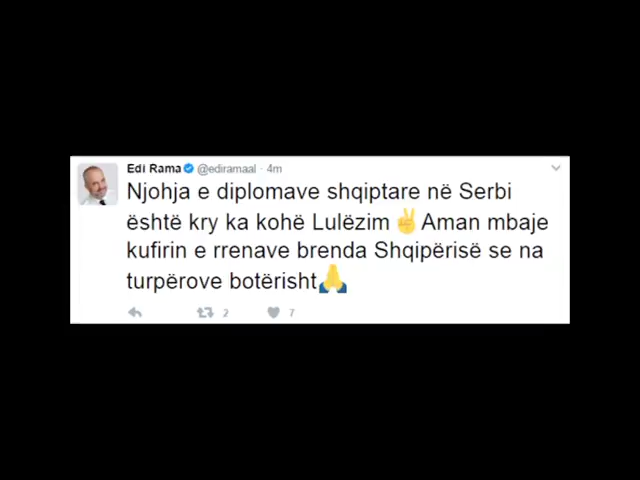 Edi Rama @ediramaal · 4m
Njohja e diplomave shqiptare në Serbi
është kry ka kohë Lulëzim ✌ Aman mbaje
kufirin e rrenave brenda Shqipërisë se na
turpërove botërisht 🙏
2 7